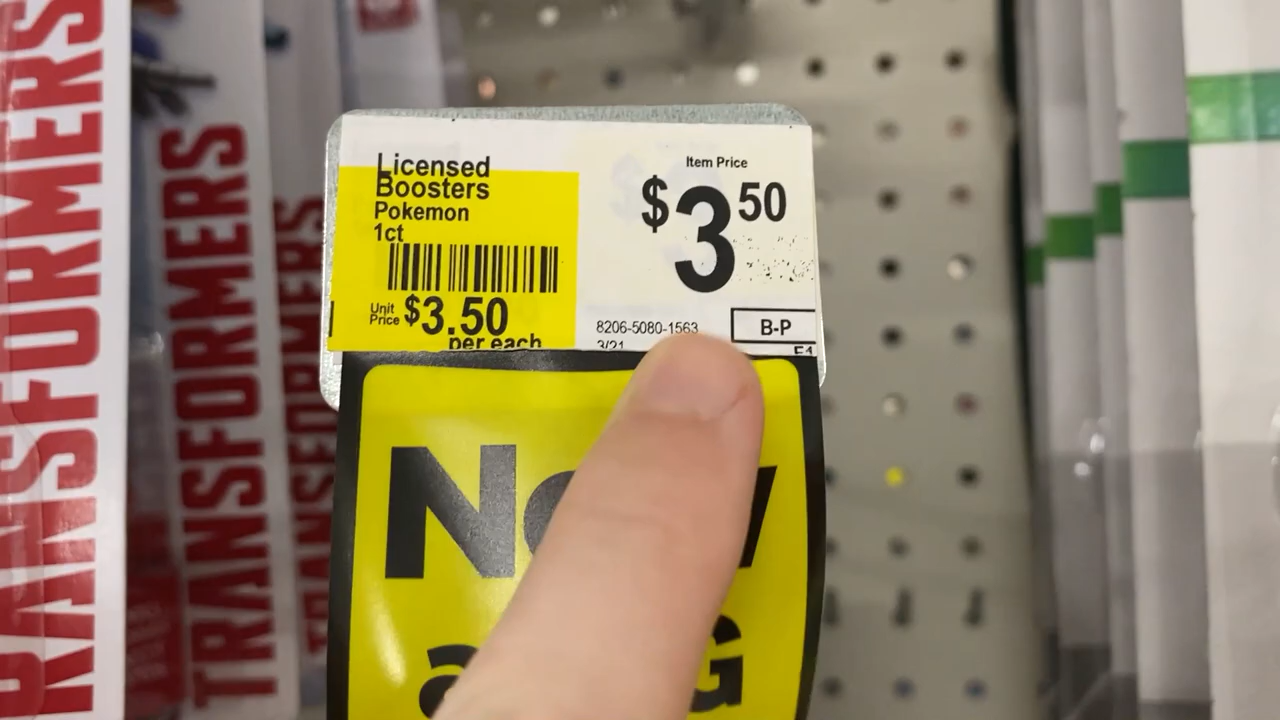 TRANSFORMERS
TRANSFORMERS
TRANSFORMERS
Licensed
Boosters
Pokemon
1ct
Unit
Price $3.50
per each
Item Price
$3 50
8206-5080-1563
3/21
B-P